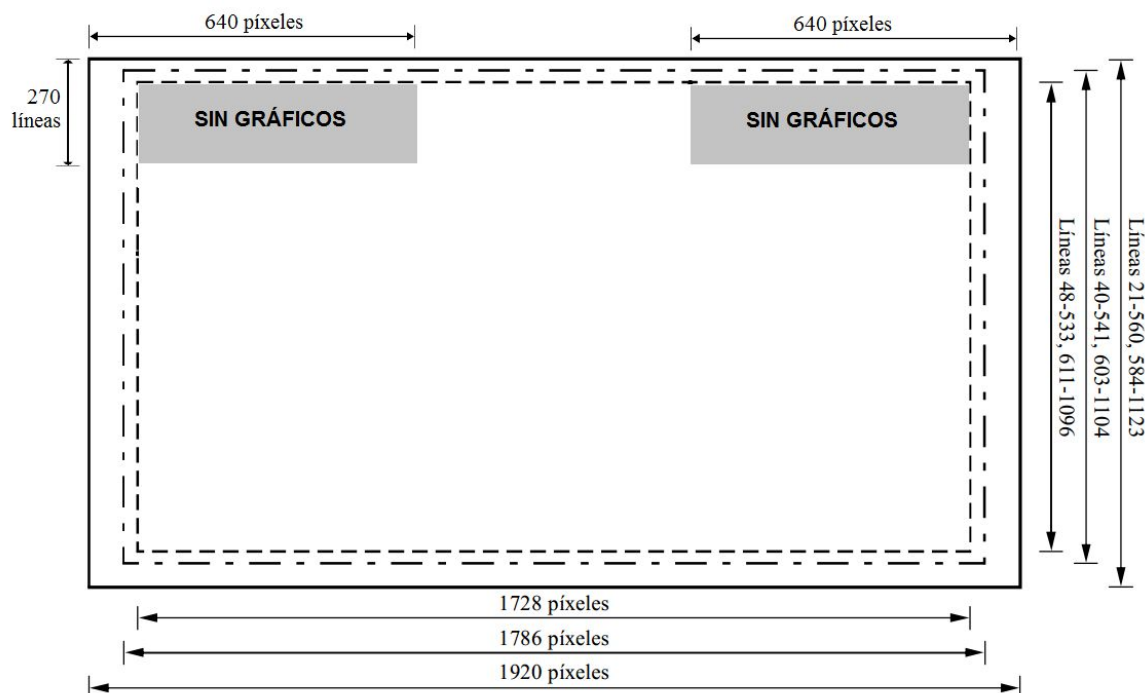 640 píxeles
640 píxeles
270
líneas
SIN GRÁFICOS
SIN GRÁFICOS
Líneas 48-533, 611-1096
Líneas 40-541, 603-1104
Líneas 21-560, 584-1123
1728 píxeles
1786 píxeles
1920 píxeles